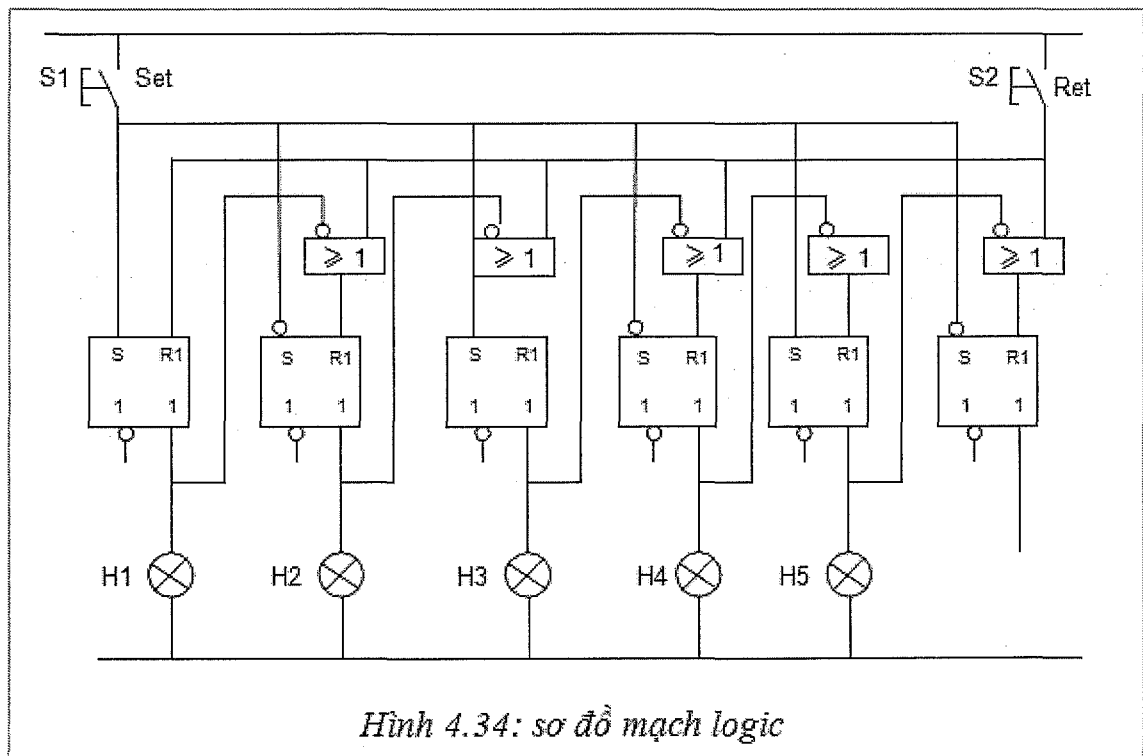 S1 Set S2 Ret
≥ 1 ≥ 1 ≥ 1 ≥ 1 ≥ 1
S R1 S R1 S R1 S R1 S R1 S R1
1 1 1 1 1 1 1 1 1 1 1 1
H1 H2 H3 H4 H5
Hình 4.34: sơ đồ mạch logic